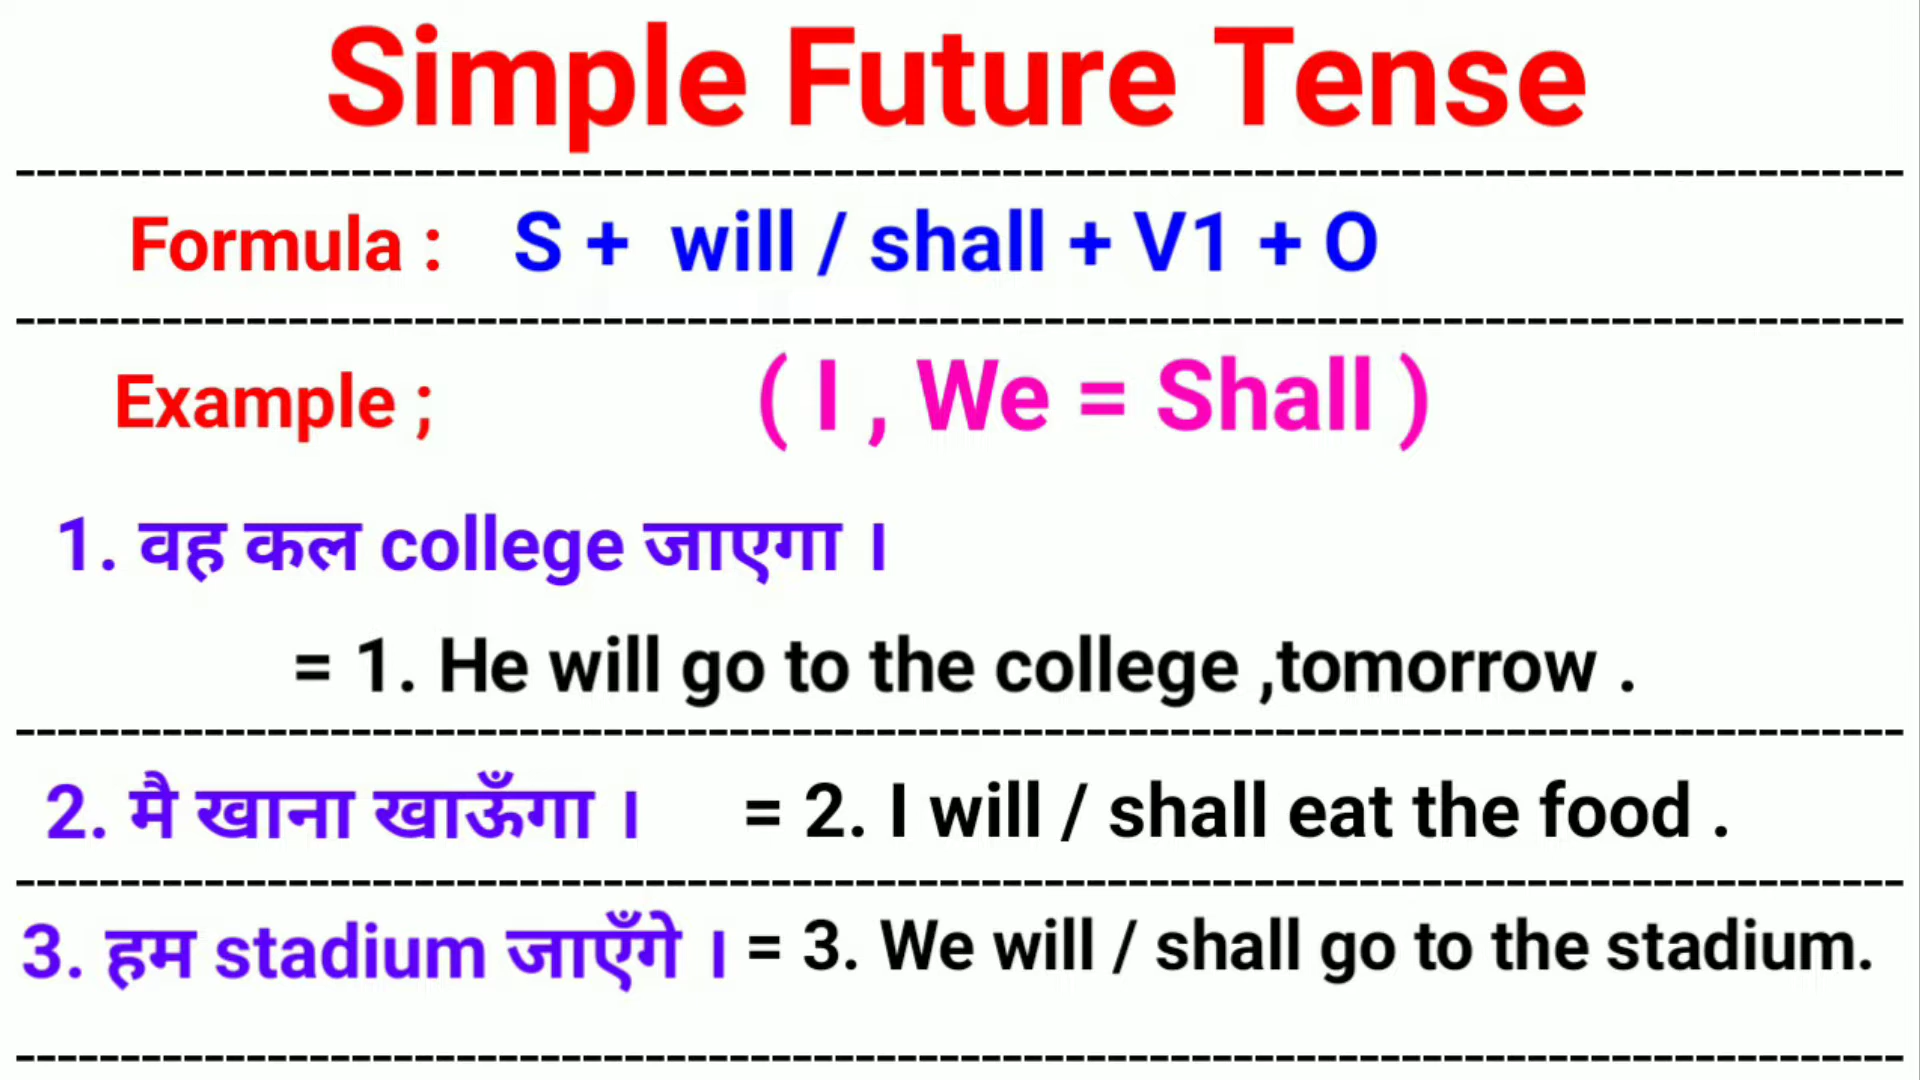 Simple Future Tense
Formula : S + will / shall + V1 + O
Example ; ( I , We = Shall )
1. वह कल college जाएगा ।
= 1. He will go to the college ,tomorrow .
2. मै खाना खाऊँगा । = 2. I will / shall eat the food .
3. हम stadium जाएँगे । = 3. We will / shall go to the stadium.